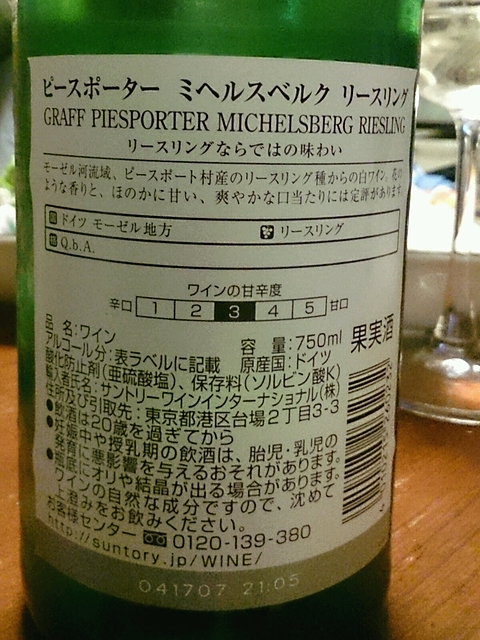 ピースポーター ミヘルスベルク リースリング
GRAFF PIESPORTER MICHELSBERG RIESLING
リースリングならではの味わい
モーゼル河流域、ピースポート村産のリースリング種からの白ワイン。花の
ような香りと、ほのかに甘い、爽やかな口当たりには定評があります。
ドイツ モーゼル地方 リースリング
Q.b.A.
ワインの甘辛度
辛口 1 2 3 4 5 甘口
品 名:ワイン 容 量:750ml 果実酒
アルコール分:表ラベルに記載 原産国:ドイツ
酸化防止剤(亜硫酸塩)、保存料(ソルビン酸K)
輸入者氏名:サントリーワインインターナショナル(株)
住所及び引取先:東京都港区台場2丁目3-3
●飲酒は20歳を過ぎてから
●妊娠中や授乳期の飲酒は、胎児・乳児の
発育に悪影響を与えるおそれがあります。
●瓶底にオリや結晶が出る場合があります。
ワインの自然な成分ですので、沈めて
上澄みをお飲みください。
お客様センター 0120-139-380
http://suntory.jp/WINE/
041707 21:05